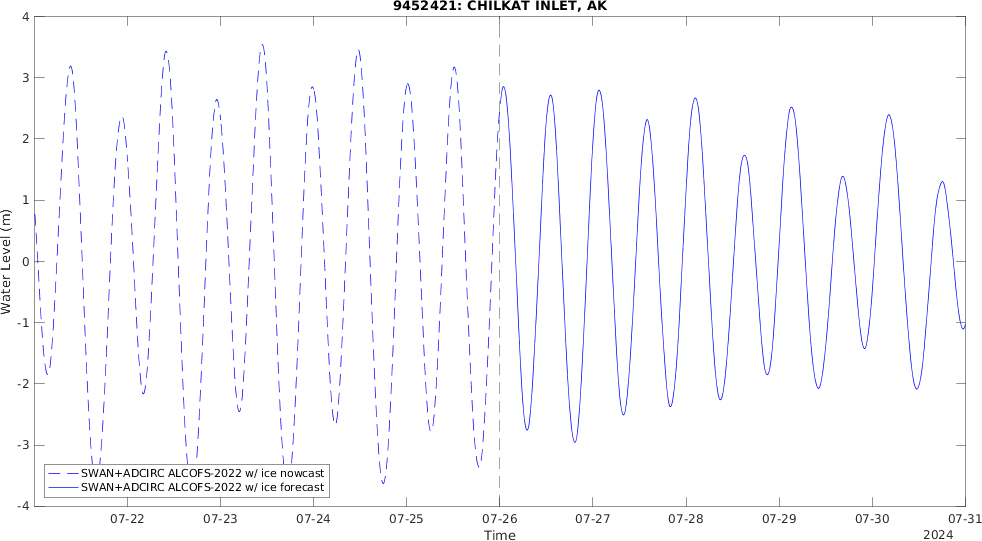 9452421: CHILKAT INLET, AK
4
3
2
1
0
-1
-2
-3
-4
Water Level (m)
SWAN+ADCIRC ALCOFS-2022 w/ ice nowcast
SWAN+ADCIRC ALCOFS-2022 w/ ice forecast
07-22 07-23 07-24 07-25 07-26 07-27 07-28 07-29 07-30 07-31
Time
2024